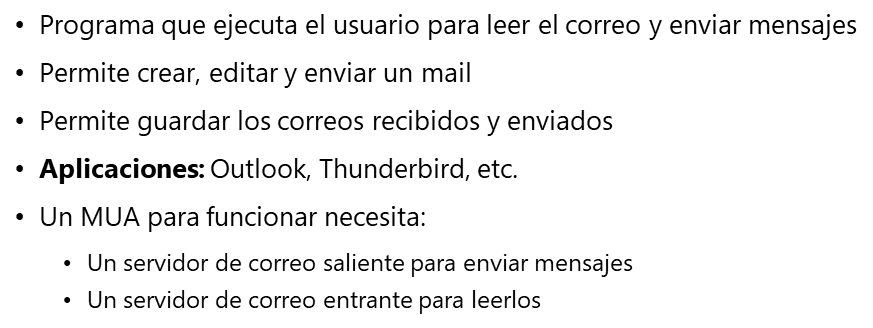 • Programa que ejecuta el usuario para leer el correo y enviar mensajes
• Permite crear, editar y enviar un mail
• Permite guardar los correos recibidos y enviados
• Aplicaciones: Outlook, Thunderbird, etc.
• Un MUA para funcionar necesita:
• Un servidor de correo saliente para enviar mensajes
• Un servidor de correo entrante para leerlos